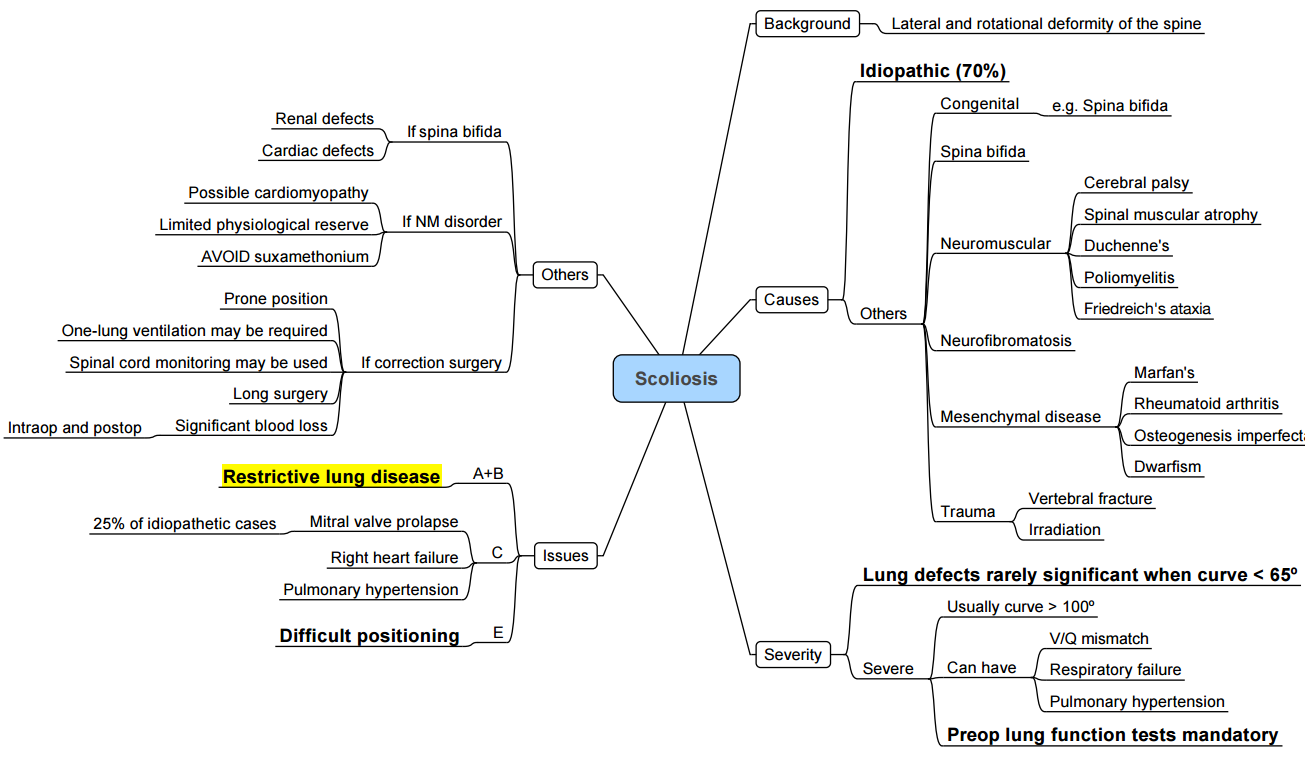 Scoliosis
Background
Lateral and rotational deformity of the spine
Causes
Idiopathic (70%)
Others
Congenital
e.g. Spina bifida
Spina bifida
Neuromuscular
Cerebral palsy
Spinal muscular atrophy
Duchenne's
Poliomyelitis
Friedreich's ataxia
Neurofibromatosis
Mesenchymal disease
Marfan's
Rheumatoid arthritis
Osteogenesis imperfecta
Dwarfism
Trauma
Vertebral fracture
Irradiation
Severity
Lung defects rarely significant when curve < 65º
Severe
Usually curve > 100º
Can have
V/Q mismatch
Respiratory failure
Pulmonary hypertension
Preop lung function tests mandatory
Others
If spina bifida
Renal defects
Cardiac defects
If NM disorder
Possible cardiomyopathy
Limited physiological reserve
AVOID suxamethonium
If correction surgery
Prone position
One-lung ventilation may be required
Spinal cord monitoring may be used
Long surgery
Significant blood loss
Intraop and postop
Issues
A+B
Restrictive lung disease
C
Mitral valve prolapse
25% of idiopathetic cases
Right heart failure
Pulmonary hypertension
E
Difficult positioning